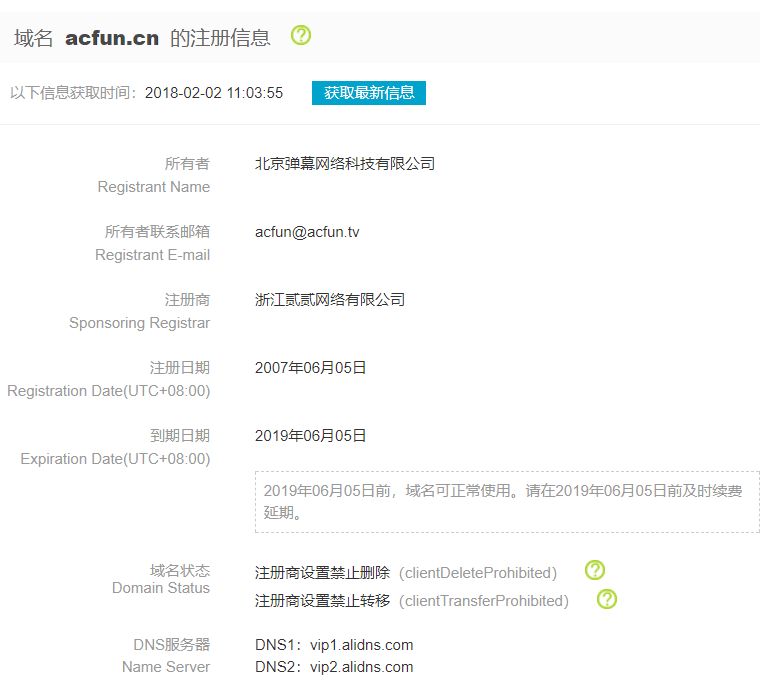 域名 acfun.cn 的注册信息
以下信息获取时间：2018-02-02 11:03:55 获取最新信息
所有者 北京弹幕网络科技有限公司
Registrant Name
所有者联系邮箱 acfun@acfun.tv
Registrant E-mail
注册商 浙江贰贰网络有限公司
Sponsoring Registrar
注册日期 2007年06月05日
Registration Date(UTC+08:00)
到期日期 2019年06月05日
Expiration Date(UTC+08:00)
2019年06月05日前，域名可正常使用。请在2019年06月05日前及时续费
延期。
域名状态 注册商设置禁止删除（clientDeleteProhibited）
Domain Status
注册商设置禁止转移（clientTransferProhibited）
DNS服务器 DNS1：vip1.alidns.com
Name Server DNS2：vip2.alidns.com